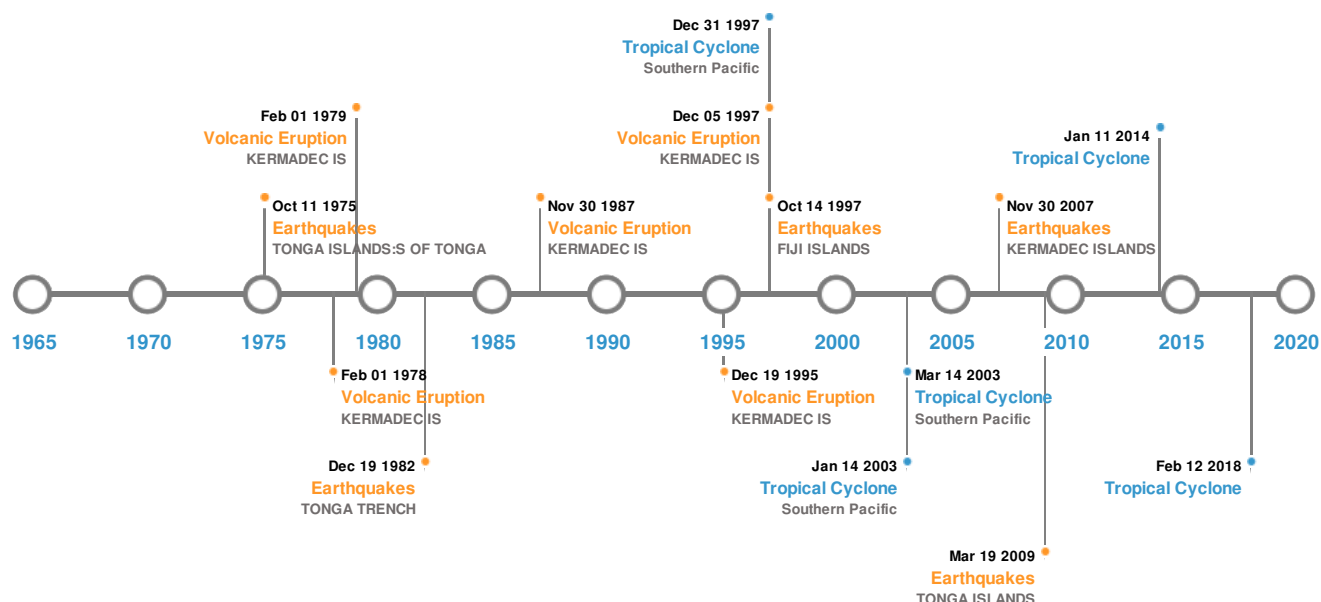 Dec 31 1997
Tropical Cyclone
Southern Pacific
Feb 01 1979
Volcanic Eruption
KERMADEC IS
Dec 05 1997
Volcanic Eruption
KERMADEC IS
Jan 11 2014
Tropical Cyclone
Oct 11 1975
Earthquakes
TONGA ISLANDS:S OF TONGA
Nov 30 1987
Volcanic Eruption
KERMADEC IS
Oct 14 1997
Earthquakes
FIJI ISLANDS
Nov 30 2007
Earthquakes
KERMADEC ISLANDS
1965 1970 1975 1980 1985 1990 1995 2000 2005 2010 2015 2020
Feb 01 1978
Volcanic Eruption
KERMADEC IS
Dec 19 1995
Volcanic Eruption
KERMADEC IS
Mar 14 2003
Tropical Cyclone
Southern Pacific
Dec 19 1982
Earthquakes
TONGA TRENCH
Jan 14 2003
Tropical Cyclone
Southern Pacific
Feb 12 2018
Tropical Cyclone
Mar 19 2009
Earthquakes
TONGA ISLANDS